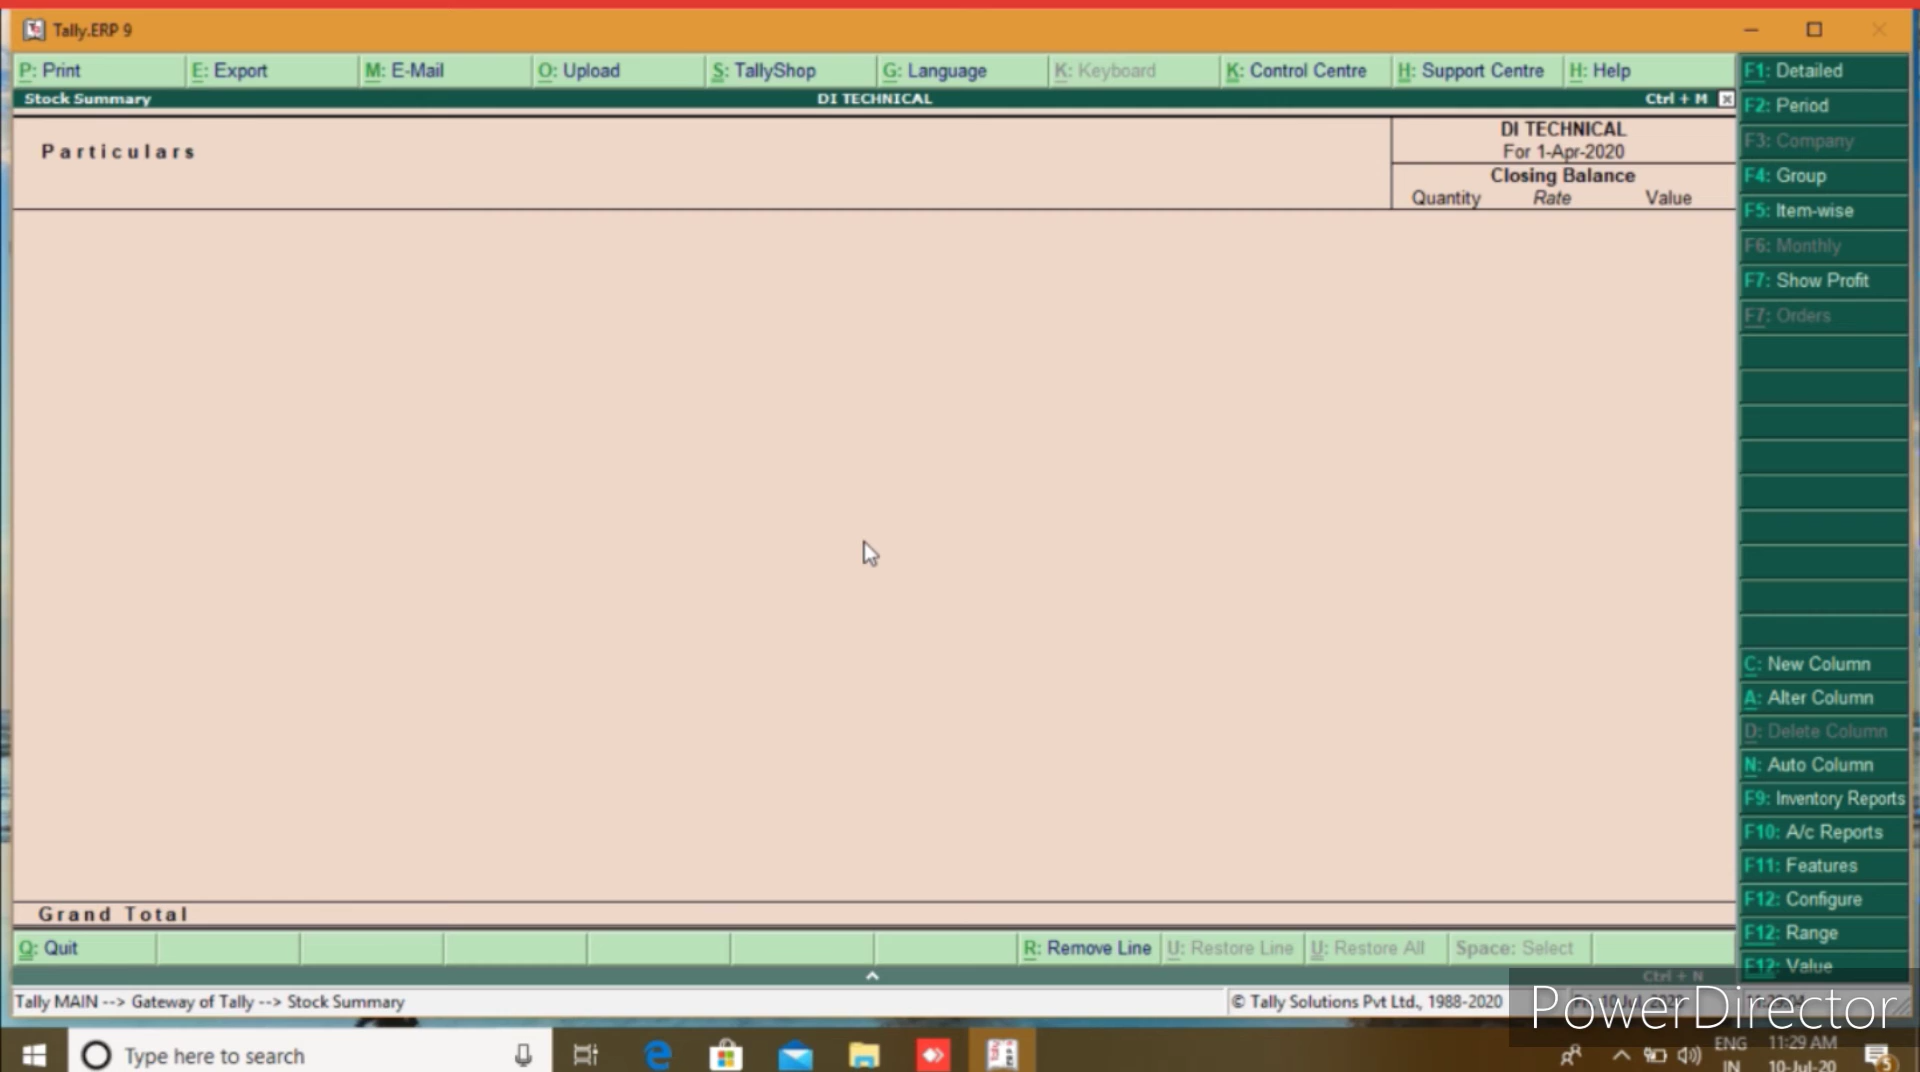 Tally.ERP 9
P: Print E: Export M: E-Mail O: Upload S: TallyShop G: Language K: Keyboard K: Control Centre H: Support Centre H: Help
Stock Summary DI TECHNICAL Ctrl + M
Particulars
DI TECHNICAL
For 1-Apr-2020
Closing Balance
Quantity Rate Value
Grand Total
Q: Quit R: Remove Line U: Restore Line U: Restore All Space: Select
Ctrl + N
Tally MAIN --> Gateway of Tally --> Stock Summary © Tally Solutions Pvt Ltd., 1988-2020
F1: Detailed
F2: Period
F3: Company
F4: Group
F5: Item-wise
F6: Monthly
F7: Show Profit
F7: Orders
C: New Column
A: Alter Column
D: Delete Column
N: Auto Column
F9: Inventory Reports
F10: A/c Reports
F11: Features
F12: Configure
F12: Range
F12: Value
PowerDirector
Type here to search
ENG
IN
11:29 AM
10-Jul-20
5